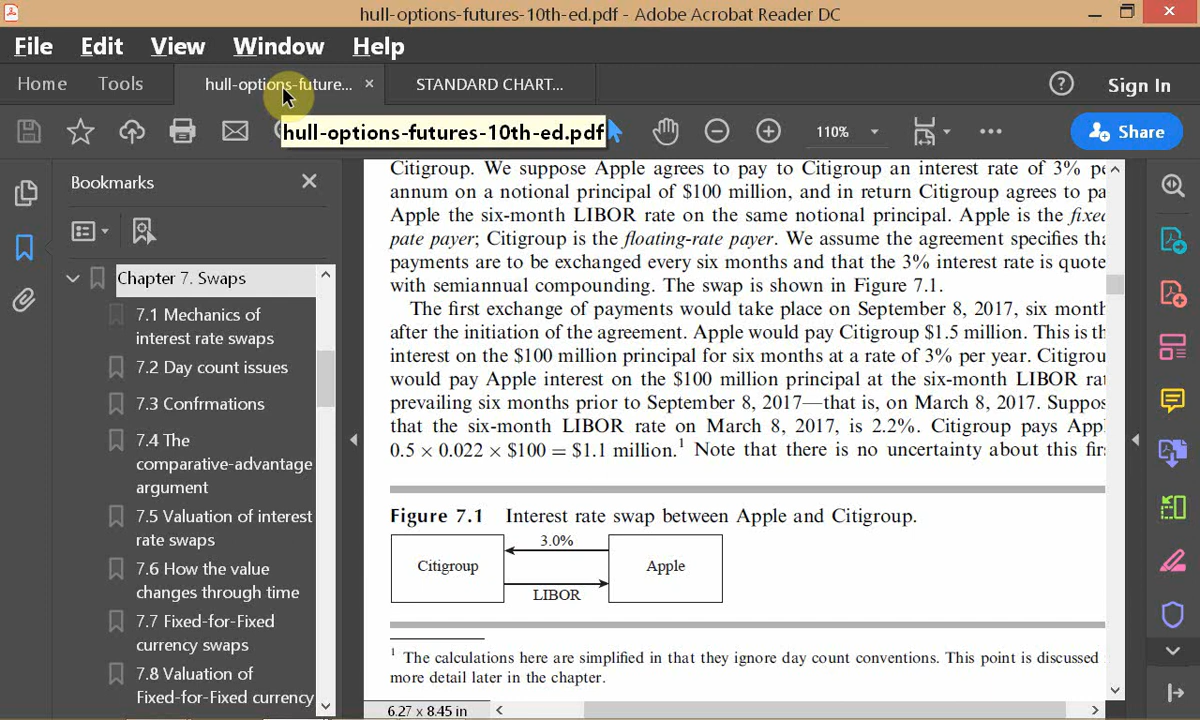 hull-options-futures-10th-ed.pdf - Adobe Acrobat Reader DC
File Edit View Window Help
Home Tools hull-options-future... × STANDARD CHART... Sign In
110% Share
hull-options-futures-10th-ed.pdf
Bookmarks
Chapter 7. Swaps
7.1 Mechanics of
interest rate swaps
7.2 Day count issues
7.3 Confrmations
7.4 The
comparative-advantage
argument
7.5 Valuation of interest
rate swaps
7.6 How the value
changes through time
7.7 Fixed-for-Fixed
currency swaps
7.8 Valuation of
Fixed-for-Fixed currency
Citigroup. We suppose Apple agrees to pay to Citigroup an interest rate of 3% pe
annum on a notional principal of $100 million, and in return Citigroup agrees to pa
Apple the six-month LIBOR rate on the same notional principal. Apple is the fixed
pate payer; Citigroup is the floating-rate payer. We assume the agreement specifies tha
payments are to be exchanged every six months and that the 3% interest rate is quote
with semiannual compounding. The swap is shown in Figure 7.1.
The first exchange of payments would take place on September 8, 2017, six month
after the initiation of the agreement. Apple would pay Citigroup $1.5 million. This is th
interest on the $100 million principal for six months at a rate of 3% per year. Citigrou
would pay Apple interest on the $100 million principal at the six-month LIBOR rat
prevailing six months prior to September 8, 2017—that is, on March 8, 2017. Suppos
that the six-month LIBOR rate on March 8, 2017, is 2.2%. Citigroup pays Appl
0.5 × 0.022 × $100 = $1.1 million.¹ Note that there is no uncertainty about this firs
Figure 7.1 Interest rate swap between Apple and Citigroup.
3.0%
Citigroup Apple
LIBOR
¹ The calculations here are simplified in that they ignore day count conventions. This point is discussed
more detail later in the chapter.
6.27 x 8.45 in